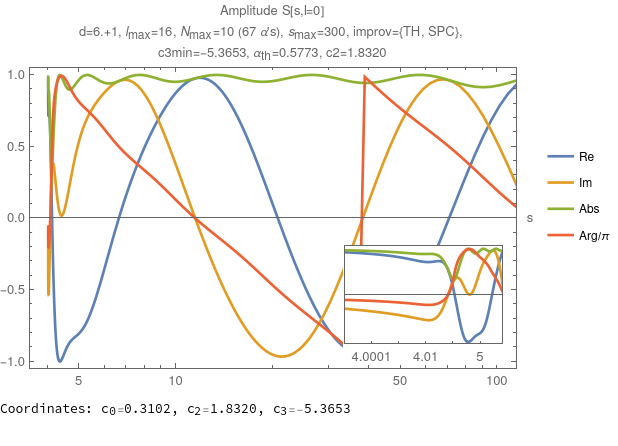 Amplitude S[s,l=0]
d=6.+1, lmax=16, Nmax=10 (67 α's), smax=300, improv={TH, SPC},
c3min=-5.3653, αth=0.5773, c2=1.8320
1.0
0.5
0.0
-0.5
-1.0
5
10
50
100
s
4.0001
4.01
5
Re
Im
Abs
Arg/π
Coordinates: c0=0.3102, c2=1.8320, c3=-5.3653